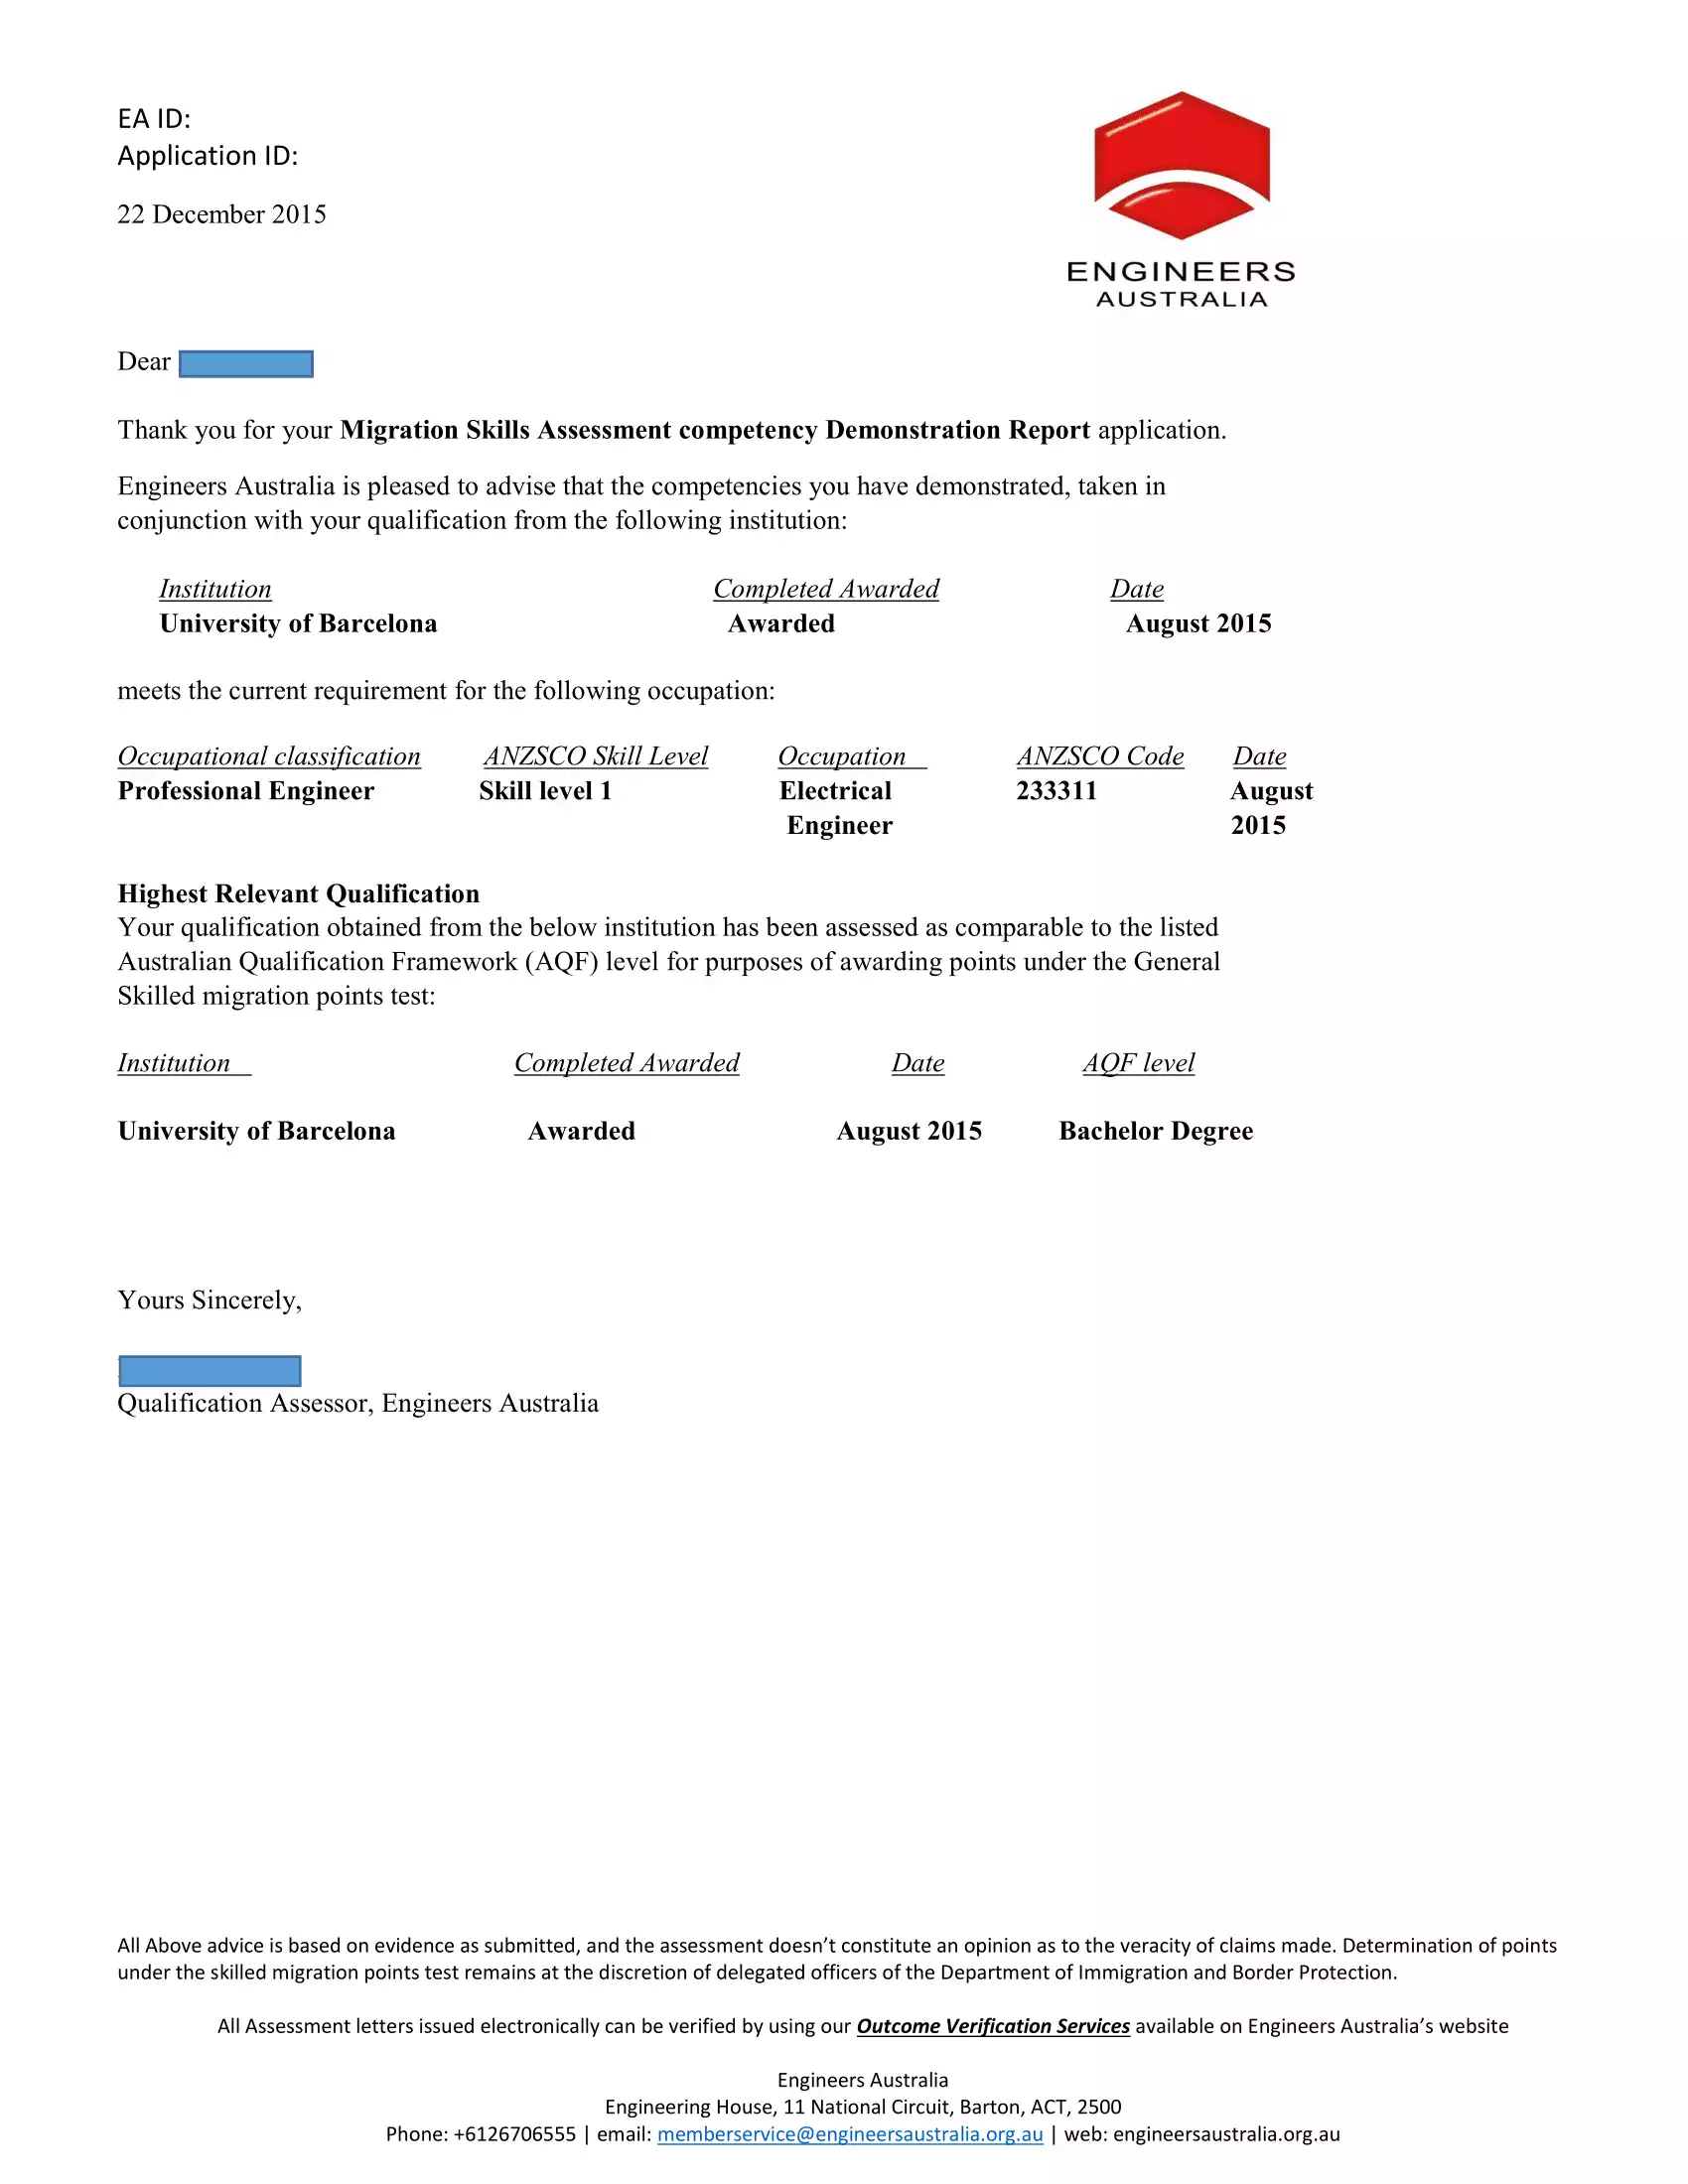 EA ID:
Application ID:
22 December 2015
ENGINEERS
AUSTRALIA
Dear
Thank you for your Migration Skills Assessment competency Demonstration Report application.
Engineers Australia is pleased to advise that the competencies you have demonstrated, taken in
conjunction with your qualification from the following institution:
Institution Completed Awarded Date
University of Barcelona Awarded August 2015
meets the current requirement for the following occupation:
Occupational classification ANZSCO Skill Level Occupation ANZSCO Code Date
Professional Engineer Skill level 1 Electrical 233311 August
Engineer 2015
Highest Relevant Qualification
Your qualification obtained from the below institution has been assessed as comparable to the listed
Australian Qualification Framework (AQF) level for purposes of awarding points under the General
Skilled migration points test:
Institution Completed Awarded Date AQF level
University of Barcelona Awarded August 2015 Bachelor Degree
Yours Sincerely,
Qualification Assessor, Engineers Australia
All Above advice is based on evidence as submitted, and the assessment doesn’t constitute an opinion as to the veracity of claims made. Determination of points
under the skilled migration points test remains at the discretion of delegated officers of the Department of Immigration and Border Protection.
All Assessment letters issued electronically can be verified by using our Outcome Verification Services available on Engineers Australia’s website
Engineers Australia
Engineering House, 11 National Circuit, Barton, ACT, 2500
Phone: +6126706555 | email: memberservice@engineersaustralia.org.au | web: engineersaustralia.org.au